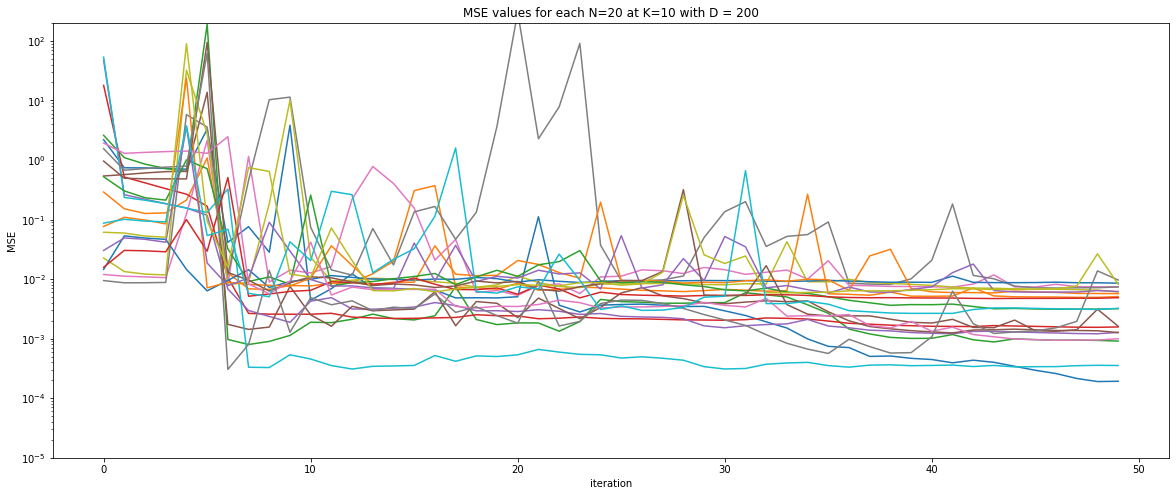 MSE values for each N=20 at K=10 with D = 200
10²
10¹
10⁰
10⁻¹
10⁻²
10⁻³
10⁻⁴
10⁻⁵
MSE
0 10 20 30 40 50
iteration